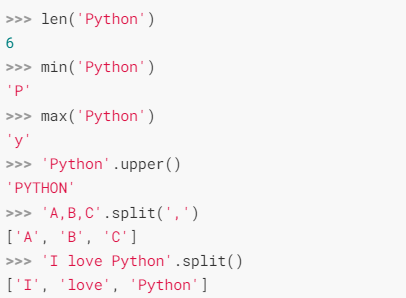 >>> len('Python')
6
>>> min('Python')
'P'
>>> max('Python')
'y'
>>> 'Python'.upper()
'PYTHON'
>>> 'A,B,C'.split(',')
['A', 'B', 'C']
>>> 'I love Python'.split()
['I', 'love', 'Python']